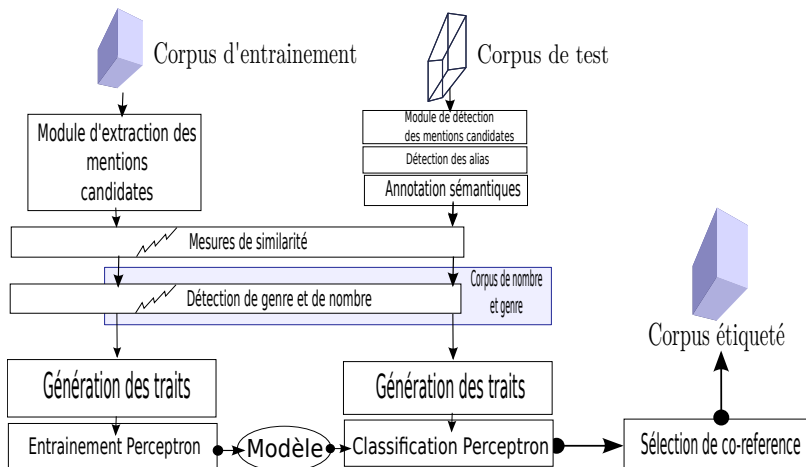 Corpus d'entrainement
Corpus de test
Module d'extraction des
mentions
candidates
Module de détection
des mentions candidates
Détection des alias
Annotation sémantiques
Mesures de similarité
Corpus de nombre
et genre
Détection de genre et de nombre
Corpus étiqueté
Génération des traits
Génération des traits
Entrainement Perceptron
Modèle
Classification Perceptron
Sélection de co-reference